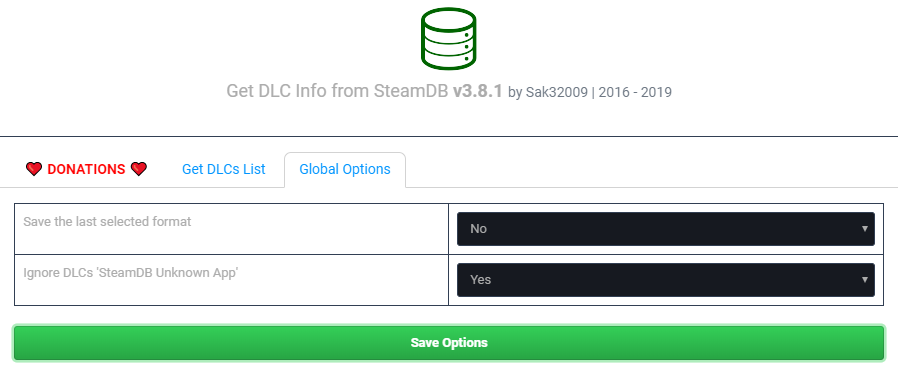 Get DLC Info from SteamDB v3.8.1 by Sak32009 | 2016 - 2019
DONATIONS Get DLCs List Global Options
Save the last selected format No
Ignore DLCs 'SteamDB Unknown App' Yes
Save Options